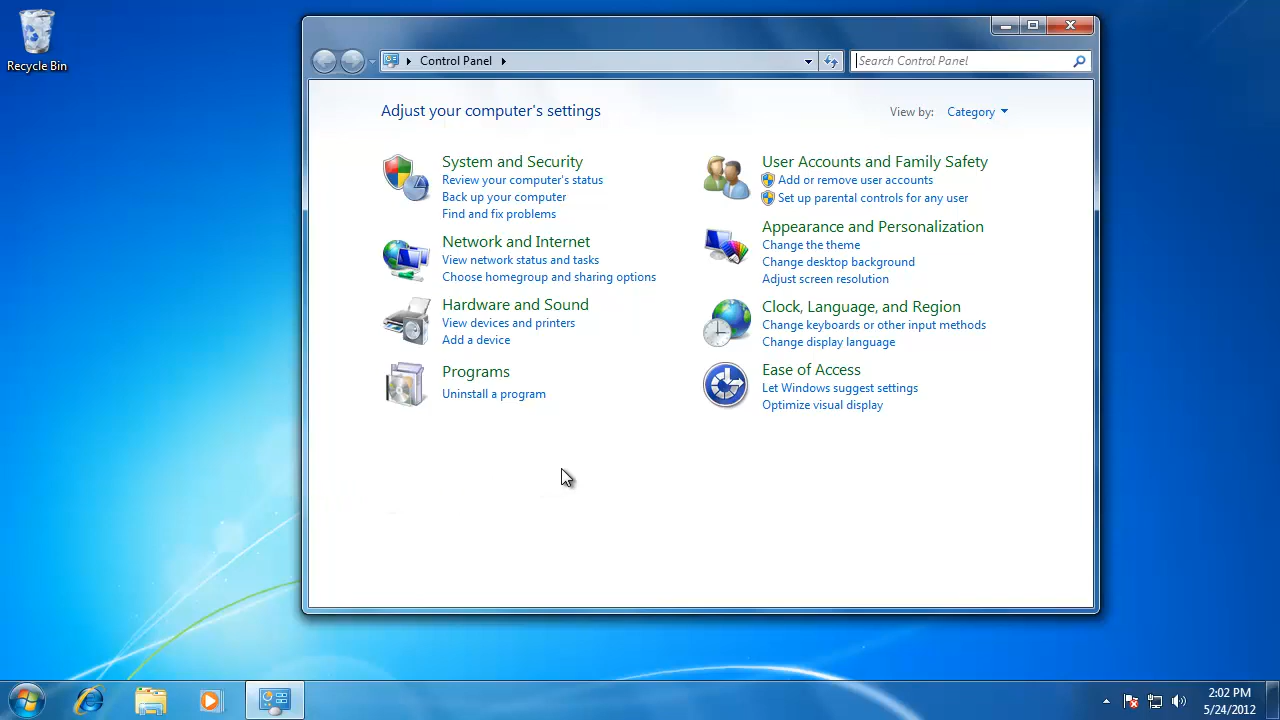 Recycle Bin
Control Panel
Search Control Panel
Adjust your computer's settings
View by: Category
System and Security
Review your computer's status
Back up your computer
Find and fix problems
Network and Internet
View network status and tasks
Choose homegroup and sharing options
Hardware and Sound
View devices and printers
Add a device
Programs
Uninstall a program
User Accounts and Family Safety
Add or remove user accounts
Set up parental controls for any user
Appearance and Personalization
Change the theme
Change desktop background
Adjust screen resolution
Clock, Language, and Region
Change keyboards or other input methods
Change display language
Ease of Access
Let Windows suggest settings
Optimize visual display
2:02 PM
5/24/2012